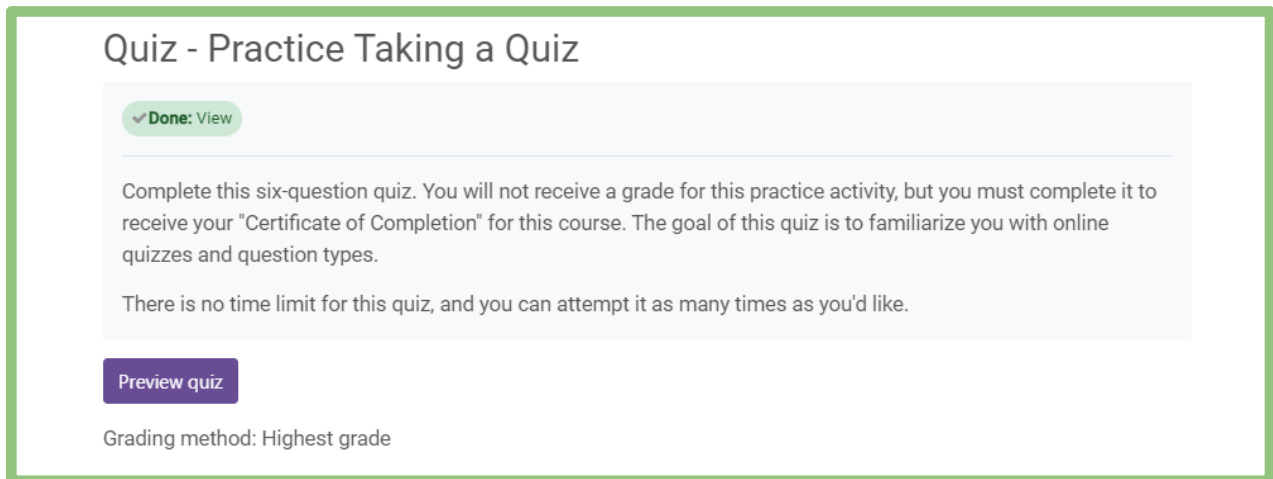 Quiz - Practice Taking a Quiz
Done: View
Complete this six-question quiz. You will not receive a grade for this practice activity, but you must complete it to
receive your "Certificate of Completion" for this course. The goal of this quiz is to familiarize you with online
quizzes and question types.
There is no time limit for this quiz, and you can attempt it as many times as you'd like.
Preview quiz
Grading method: Highest grade